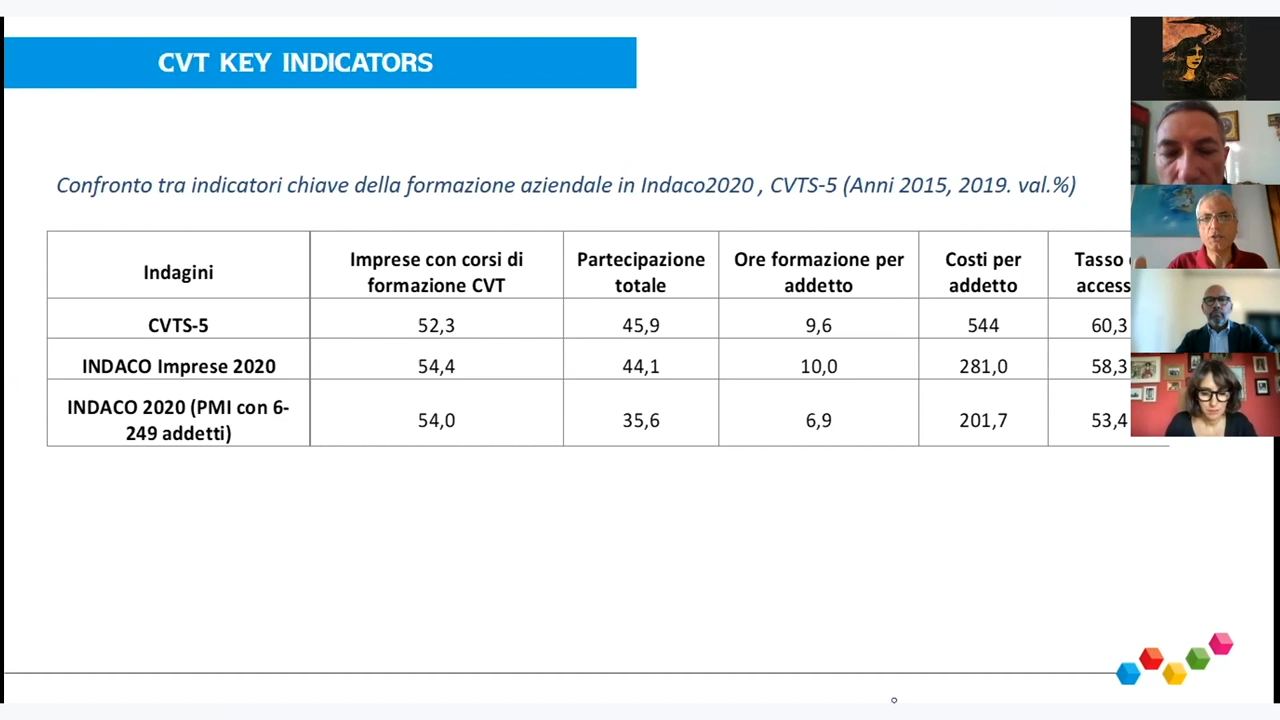 CVT KEY INDICATORS
Confronto tra indicatori chiave della formazione aziendale in Indaco2020 , CVTS-5 (Anni 2015, 2019. val.%)
Indagini
Imprese con corsi di
formazione CVT
Partecipazione
totale
Ore formazione per
addetto
Costi per
addetto
Tasso
CVTS-5
52,3
45,9
9,6
544
60,3
INDACO Imprese 2020
54,4
44,1
10,0
281,0
58,3
INDACO 2020 (PMI con 6-
249 addetti)
54,0
35,6
6,9
201,7
53,4